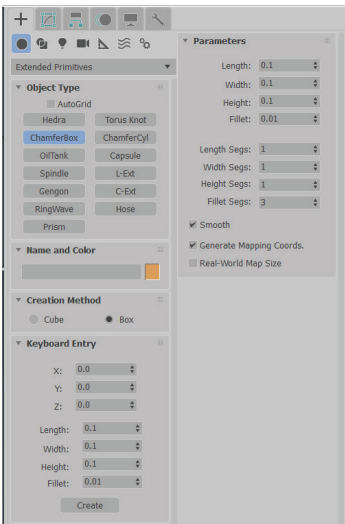 Extended Primitives
Object Type
AutoGrid
Hedra Torus Knot
ChamferBox ChamferCyl
OilTank Capsule
Spindle L-Ext
Gengon C-Ext
RingWave Hose
Prism
Name and Color
Creation Method
Cube Box
Keyboard Entry
X: 0.0
Y: 0.0
Z: 0.0
Length: 0.1
Width: 0.1
Height: 0.1
Fillet: 0.01
Create
Parameters
Length: 0.1
Width: 0.1
Height: 0.1
Fillet: 0.01
Length Segs: 1
Width Segs: 1
Height Segs: 1
Fillet Segs: 3
Smooth
Generate Mapping Coords.
Real-World Map Size